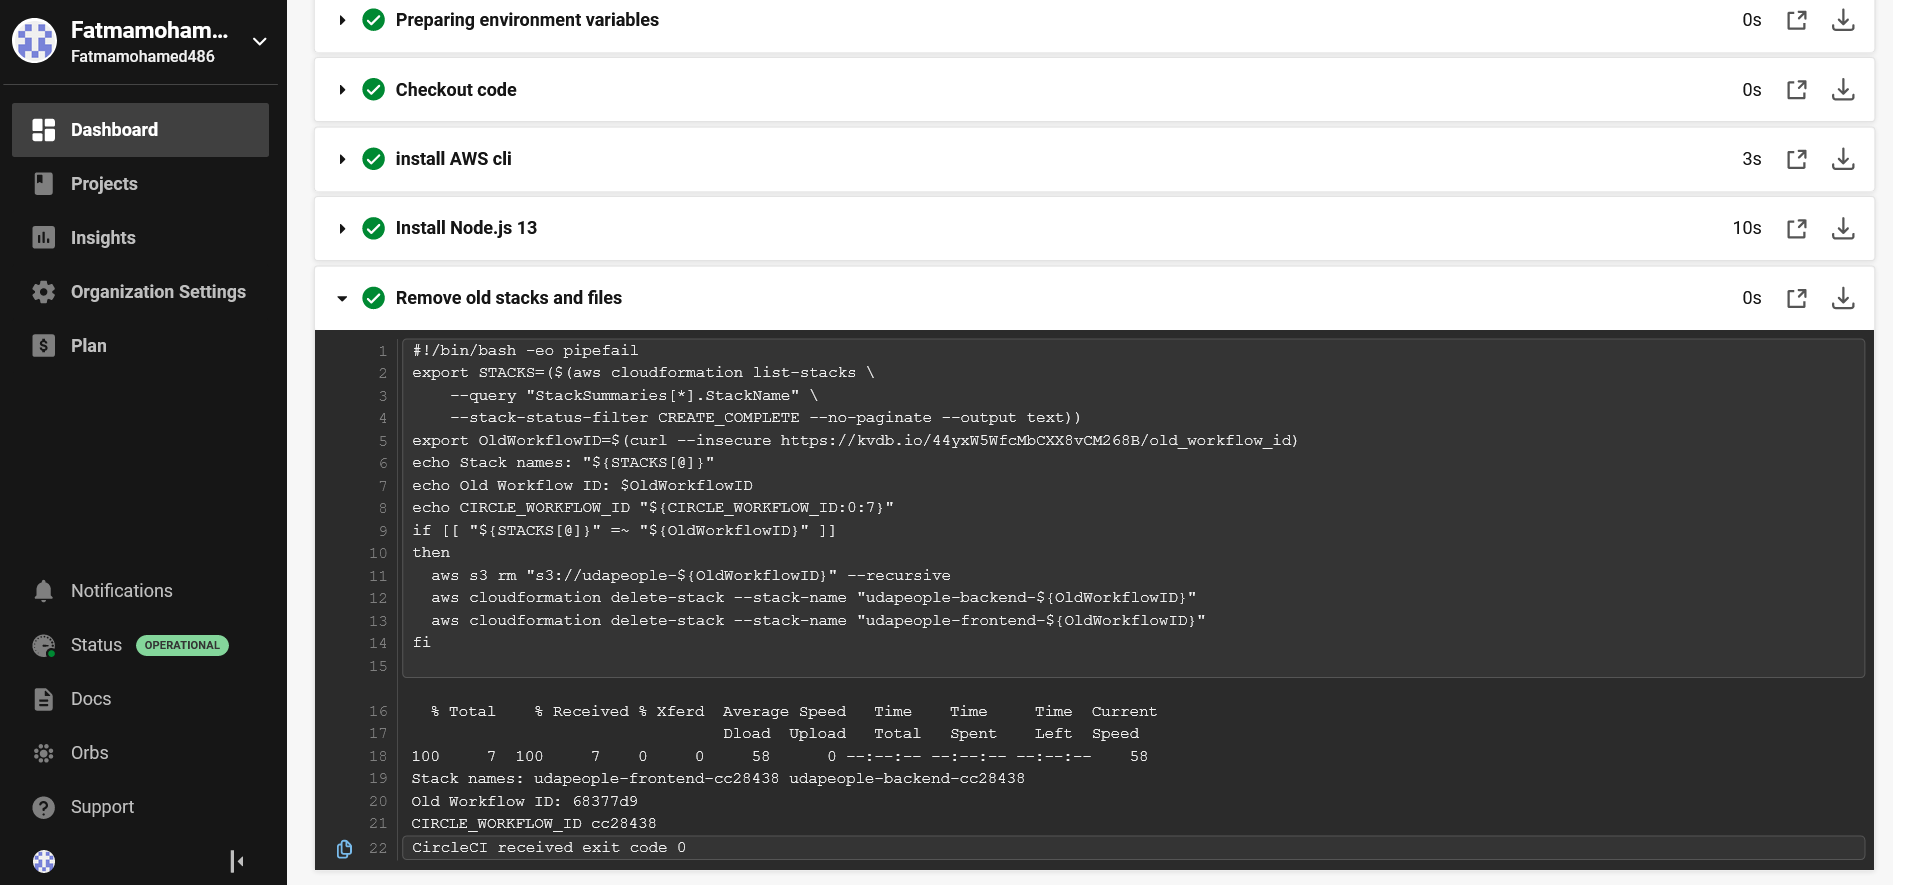 Fatmamoham...
Fatmamohamed486
Dashboard
Projects
Insights
Organization Settings
Plan
Notifications
Status OPERATIONAL
Docs
Orbs
Support
Preparing environment variables 0s
Checkout code 0s
install AWS cli 3s
Install Node.js 13 10s
Remove old stacks and files 0s
1 #!/bin/bash -eo pipefail
2 export STACKS=($(aws cloudformation list-stacks \
3     --query "StackSummaries[*].StackName" \
4     --stack-status-filter CREATE_COMPLETE --no-paginate --output text))
5 export OldWorkflowID=$(curl --insecure https://kvdb.io/44yxW5WfcMbCXX8vCM268B/old_workflow_id)
6 echo Stack names: "${STACKS[@]}"
7 echo Old Workflow ID: $OldWorkflowID
8 echo CIRCLE_WORKFLOW_ID "${CIRCLE_WORKFLOW_ID:0:7}"
9 if [[ "${STACKS[@]}" =~ "${OldWorkflowID}" ]]
10 then
11   aws s3 rm "s3://udapeople-${OldWorkflowID}" --recursive
12   aws cloudformation delete-stack --stack-name "udapeople-backend-${OldWorkflowID}"
13   aws cloudformation delete-stack --stack-name "udapeople-frontend-${OldWorkflowID}"
14 fi
15
16   % Total    % Received % Xferd  Average Speed   Time    Time     Time  Current
17                                  Dload  Upload   Total   Spent    Left  Speed
18 100     7  100     7    0     0     58      0 --:--:-- --:--:-- --:--:--    58
19 Stack names: udapeople-frontend-cc28438 udapeople-backend-cc28438
20 Old Workflow ID: 68377d9
21 CIRCLE_WORKFLOW_ID cc28438
22 CircleCI received exit code 0